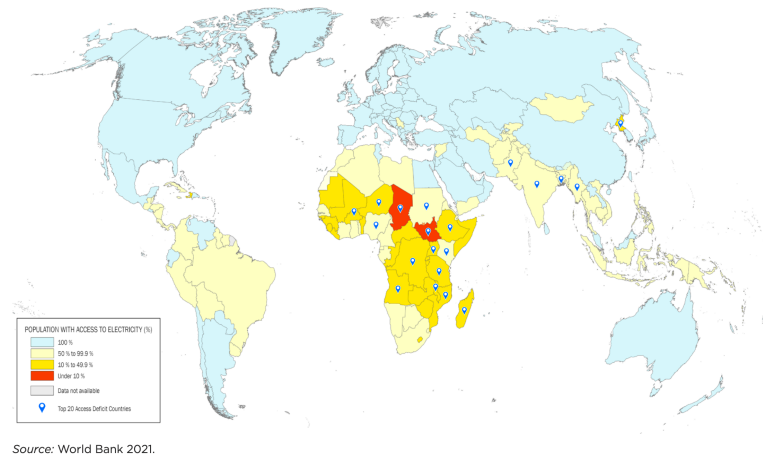 POPULATION WITH ACCESS TO ELECTRICITY (%)
100 %
50 % to 99.9 %
10 % to 49.9 %
Under 10 %
Data not available
Top 20 Access Deficit Countries
Source: World Bank 2021.